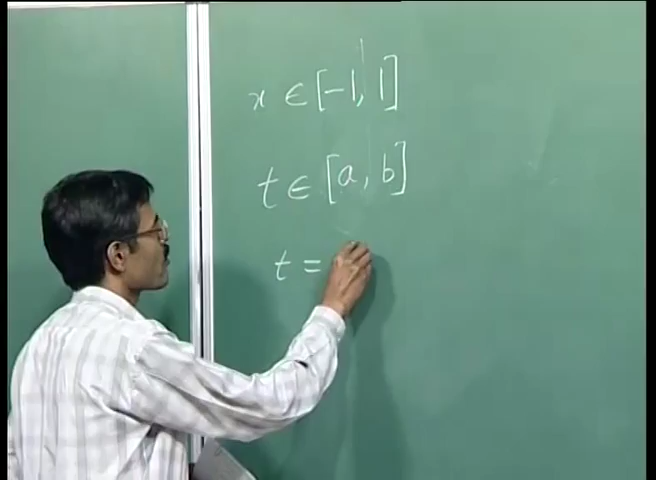 x ∈ [-1, 1]
t ∈ [a, b]
t =